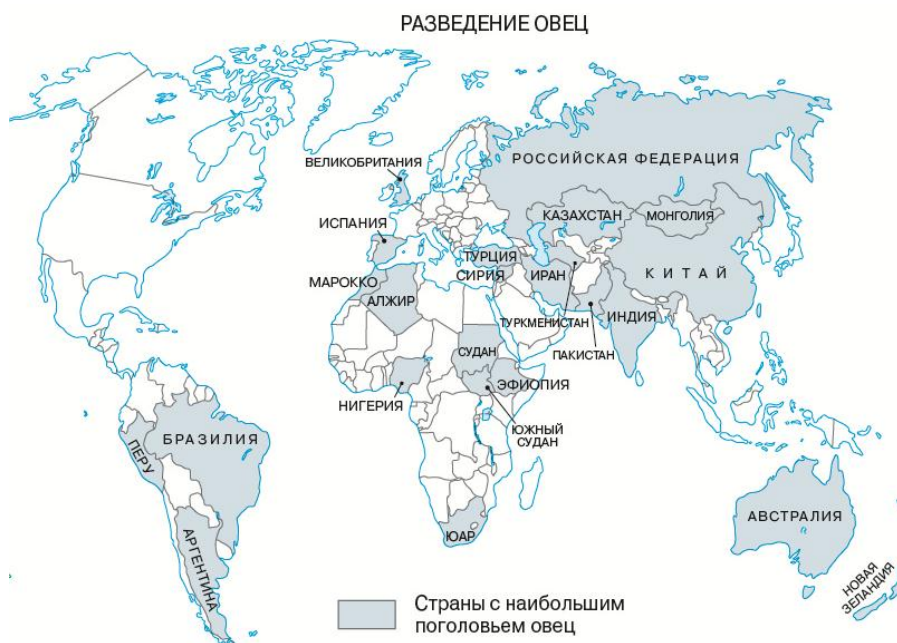 РАЗВЕДЕНИЕ ОВЕЦ
ВЕЛИКОБРИТАНИЯ
РОССИЙСКАЯ ФЕДЕРАЦИЯ
ИСПАНИЯ
КАЗАХСТАН
МОНГОЛИЯ
ТУРЦИЯ
МАРОККО
СИРИЯ
ИРАН
КИТАЙ
АЛЖИР
ТУРКМЕНИСТАН
ИНДИЯ
СУДАН
ПАКИСТАН
ЭФИОПИЯ
НИГЕРИЯ
ЮЖНЫЙ
СУДАН
БРАЗИЛИЯ
ПЕРУ
АВСТРАЛИЯ
ЮАР
АРГЕНТИНА
НОВАЯ
ЗЕЛАНДИЯ
Страны с наибольшим
поголовьем овец